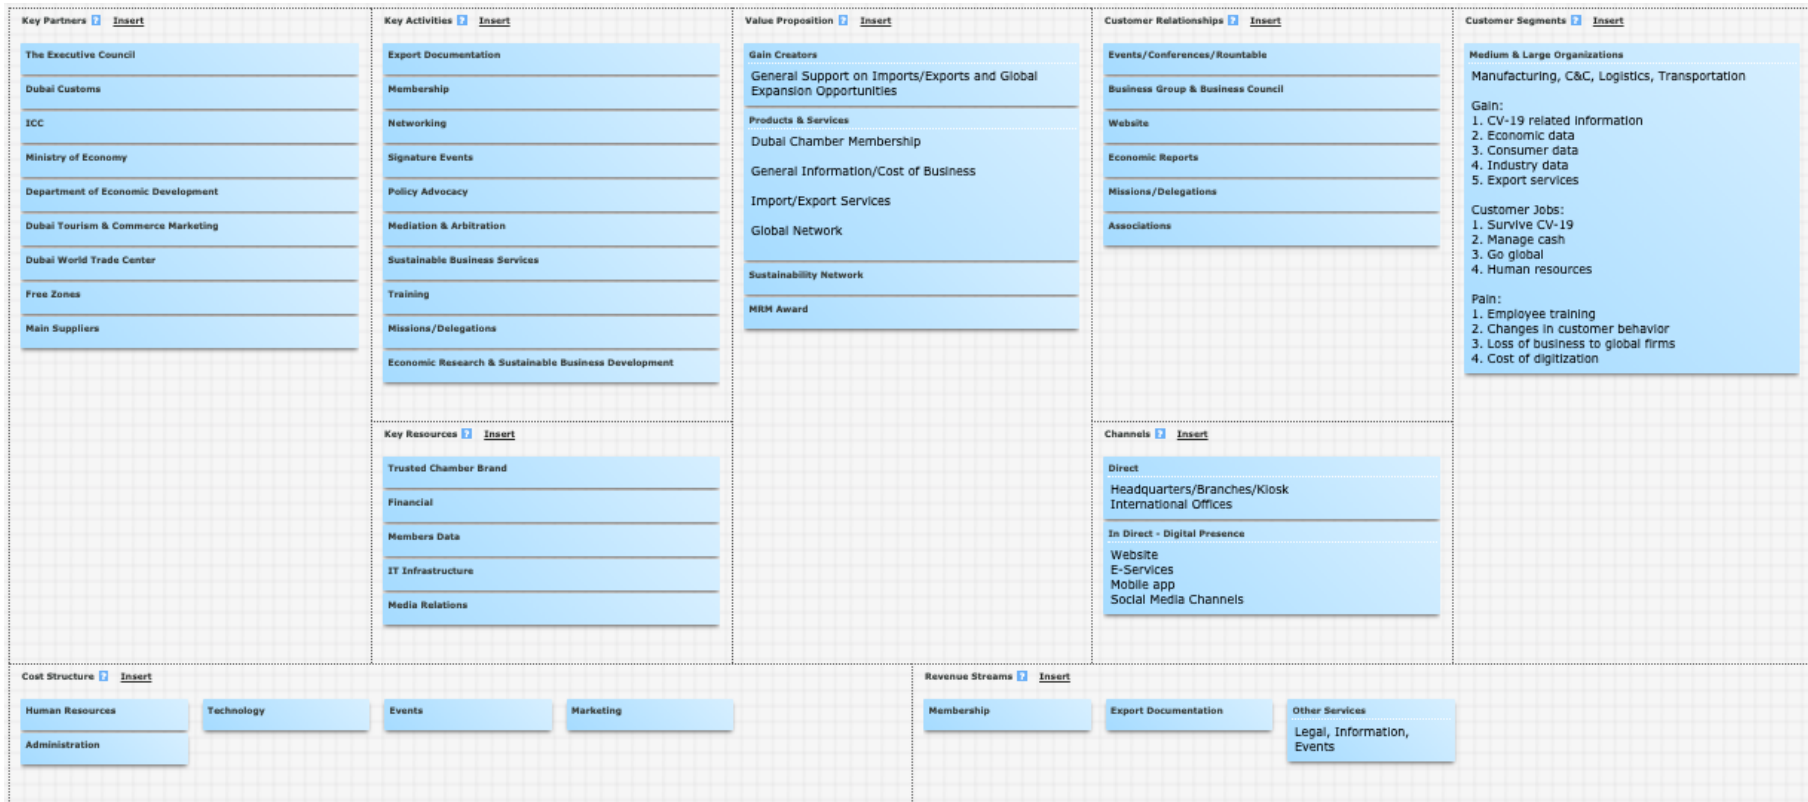 Key Partners ? Insert
The Executive Council
Dubai Customs
ICC
Ministry of Economy
Department of Economic Development
Dubai Tourism & Commerce Marketing
Dubai World Trade Center
Free Zones
Main Suppliers
Key Activities ? Insert
Export Documentation
Membership
Networking
Signature Events
Policy Advocacy
Mediation & Arbitration
Sustainable Business Services
Training
Missions/Delegations
Economic Research & Sustainable Business Development
Key Resources ? Insert
Trusted Chamber Brand
Financial
Members Data
IT Infrastructure
Media Relations
Value Proposition ? Insert
Gain Creators
General Support on Imports/Exports and Global
Expansion Opportunities
Products & Services
Dubai Chamber Membership
General Information/Cost of Business
Import/Export Services
Global Network
Sustainability Network
MRM Award
Customer Relationships ? Insert
Events/Conferences/Roundtable
Business Group & Business Council
Website
Economic Reports
Missions/Delegations
Associations
Channels ? Insert
Direct
Headquarters/Branches/Kiosk
International Offices
In Direct - Digital Presence
Website
E-Services
Mobile app
Social Media Channels
Customer Segments ? Insert
Medium & Large Organizations
Manufacturing, C&C, Logistics, Transportation
Gain:
1. CV-19 related information
2. Economic data
3. Consumer data
4. Industry data
5. Export services
Customer Jobs:
1. Survive CV-19
2. Manage cash
3. Go global
4. Human resources
Pain:
1. Employee training
2. Changes in customer behavior
3. Loss of business to global firms
4. Cost of digitization
Cost Structure ? Insert
Human Resources
Technology
Events
Marketing
Administration
Revenue Streams ? Insert
Membership
Export Documentation
Other Services
Legal, Information,
Events